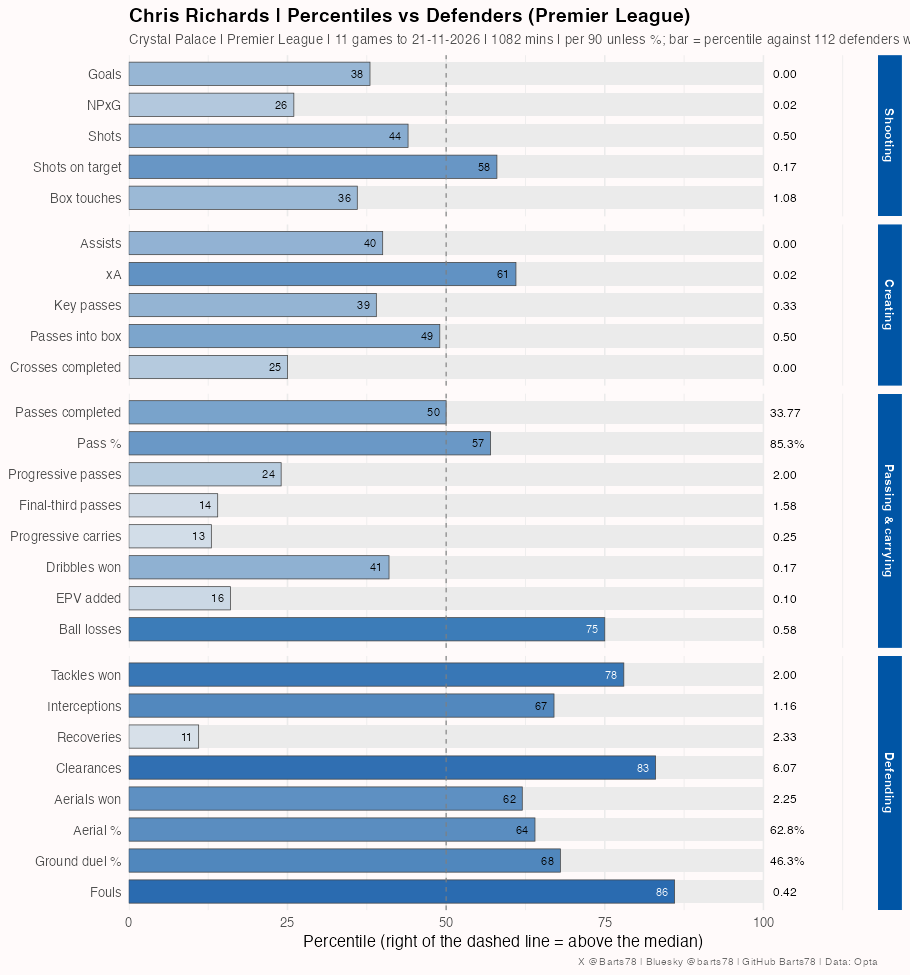 Chris Richards | Percentiles vs Defenders (Premier League)
Crystal Palace | Premier League | 11 games to 21-11-2026 | 1082 mins | per 90 unless %; bar = percentile against 112 defenders
Goals 38 0.00
NPxG 26 0.02
Shots 44 0.50
Shots on target 58 0.17
Box touches 36 1.08
Shooting
Assists 40 0.00
xA 61 0.02
Key passes 39 0.33
Passes into box 49 0.50
Crosses completed 25 0.00
Creating
Passes completed 50 33.77
Pass % 57 85.3%
Progressive passes 24 2.00
Final-third passes 14 1.58
Progressive carries 13 0.25
Dribbles won 41 0.17
EPV added 16 0.10
Ball losses 75 0.58
Passing & carrying
Tackles won 78 2.00
Interceptions 67 1.16
Recoveries 11 2.33
Clearances 83 6.07
Aerials won 62 2.25
Aerial % 64 62.8%
Ground duel % 68 46.3%
Fouls 86 0.42
Defending
0 25 50 75 100
Percentile (right of the dashed line = above the median)
X @Barts78 | Bluesky @barts78 | GitHub Barts78 | Data: Opta